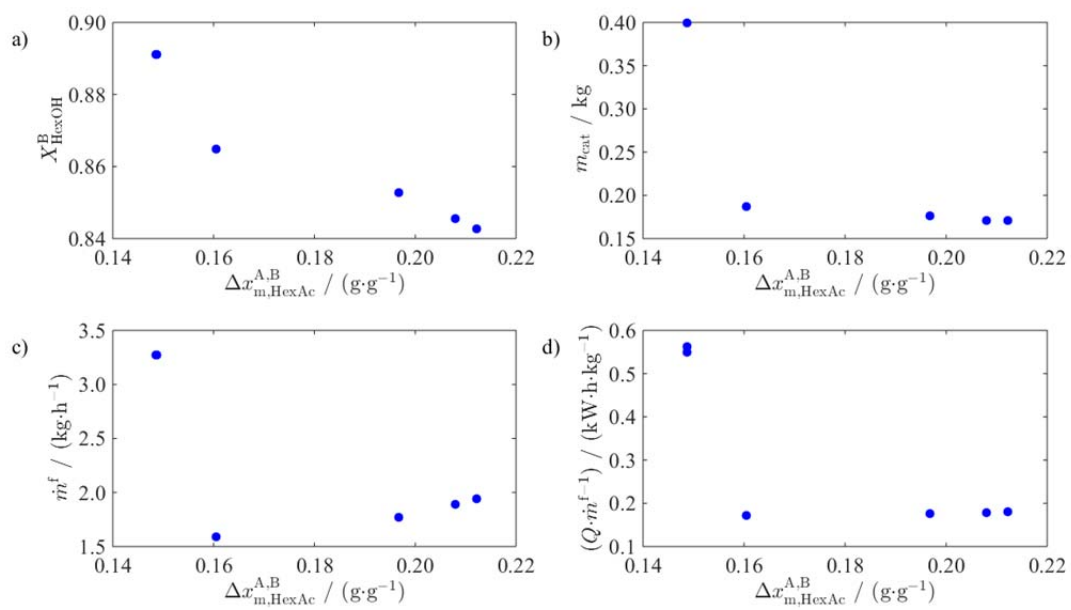 a)
0.90
0.88
0.86
0.84
X^B_HexOH
0.14 0.16 0.18 0.20 0.22
Δx^A,B_m,HexAc / (g·g⁻¹)
b)
0.40
0.35
0.30
0.25
0.20
0.15
m_cat / kg
0.14 0.16 0.18 0.20 0.22
Δx^A,B_m,HexAc / (g·g⁻¹)
c)
3.5
3.0
2.5
2.0
1.5
ṁ^f / (kg·h⁻¹)
0.14 0.16 0.18 0.20 0.22
Δx^A,B_m,HexAc / (g·g⁻¹)
d)
0.6
0.5
0.4
0.3
0.2
0.1
(Q·ṁ^f⁻¹) / (kW·h·kg⁻¹)
0.14 0.16 0.18 0.20 0.22
Δx^A,B_m,HexAc / (g·g⁻¹)